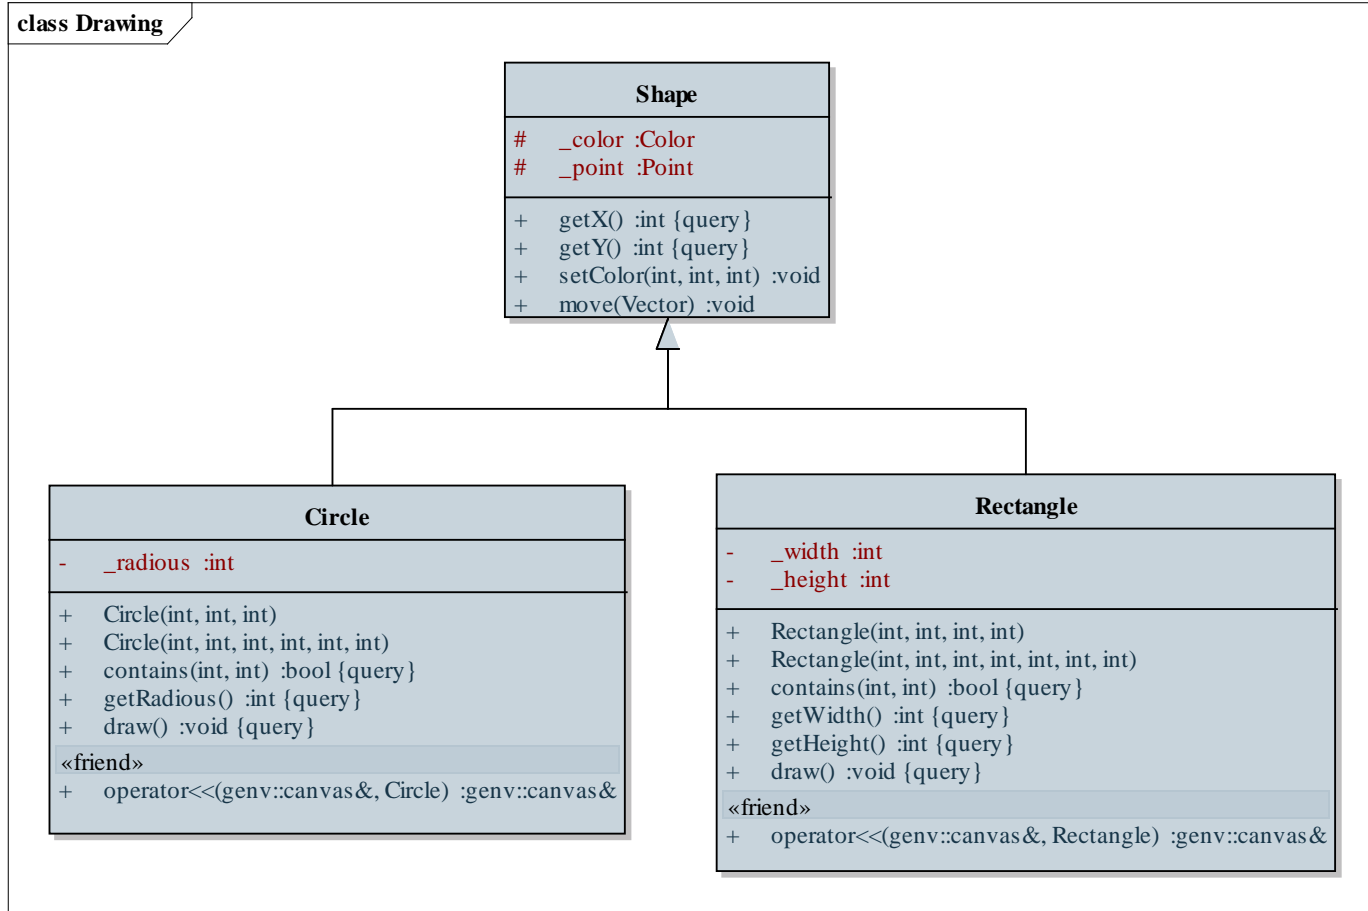 class Drawing
Shape
# _color :Color
# _point :Point
+ getX() :int {query}
+ getY() :int {query}
+ setColor(int, int, int) :void
+ move(Vector) :void
Circle
- _radious :int
+ Circle(int, int, int)
+ Circle(int, int, int, int, int, int)
+ contains(int, int) :bool {query}
+ getRadious() :int {query}
+ draw() :void {query}
«friend»
+ operator<<(genv::canvas&, Circle) :genv::canvas&
Rectangle
- _width :int
- _height :int
+ Rectangle(int, int, int, int)
+ Rectangle(int, int, int, int, int, int, int)
+ contains(int, int) :bool {query}
+ getWidth() :int {query}
+ getHeight() :int {query}
+ draw() :void {query}
«friend»
+ operator<<(genv::canvas&, Rectangle) :genv::canvas&